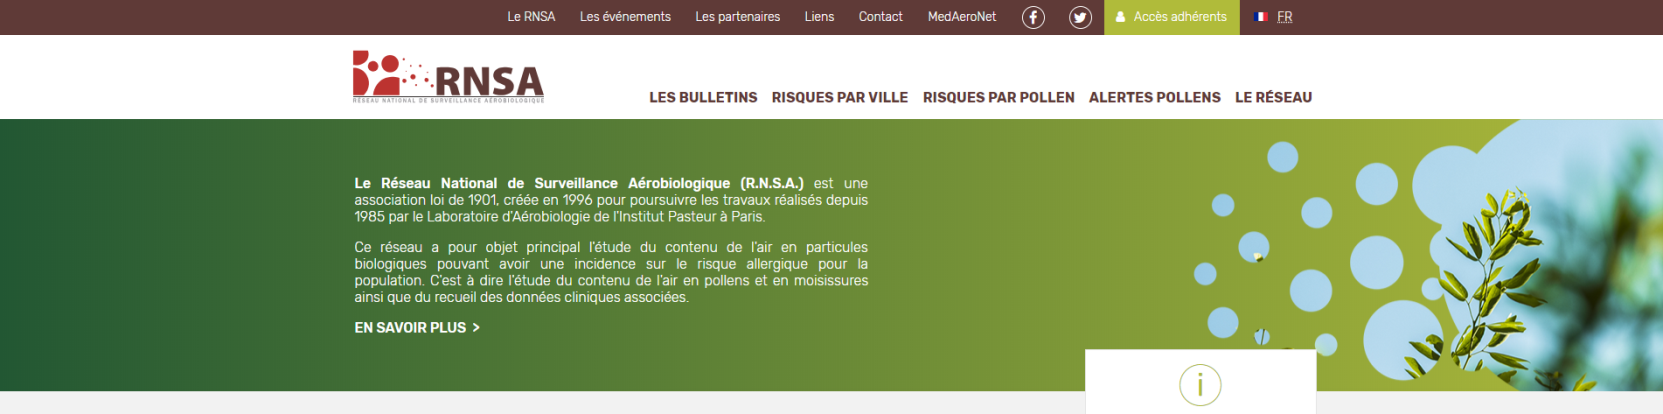 Le RNSA Les événements Les partenaires Liens Contact MedAeroNet Accès adhérents FR
RNSA
RÉSEAU NATIONAL DE SURVEILLANCE AÉROBIOLOGIQUE
LES BULLETINS RISQUES PAR VILLE RISQUES PAR POLLEN ALERTES POLLENS LE RÉSEAU
Le Réseau National de Surveillance Aérobiologique (R.N.S.A.) est une
association loi de 1901, créée en 1996 pour poursuivre les travaux réalisés depuis
1985 par le Laboratoire d'Aérobiologie de l'Institut Pasteur à Paris.
Ce réseau a pour objet principal l'étude du contenu de l'air en particules
biologiques pouvant avoir une incidence sur le risque allergique pour la
population. C'est à dire l'étude du contenu de l'air en pollens et en moisissures
ainsi que du recueil des données cliniques associées.
EN SAVOIR PLUS >